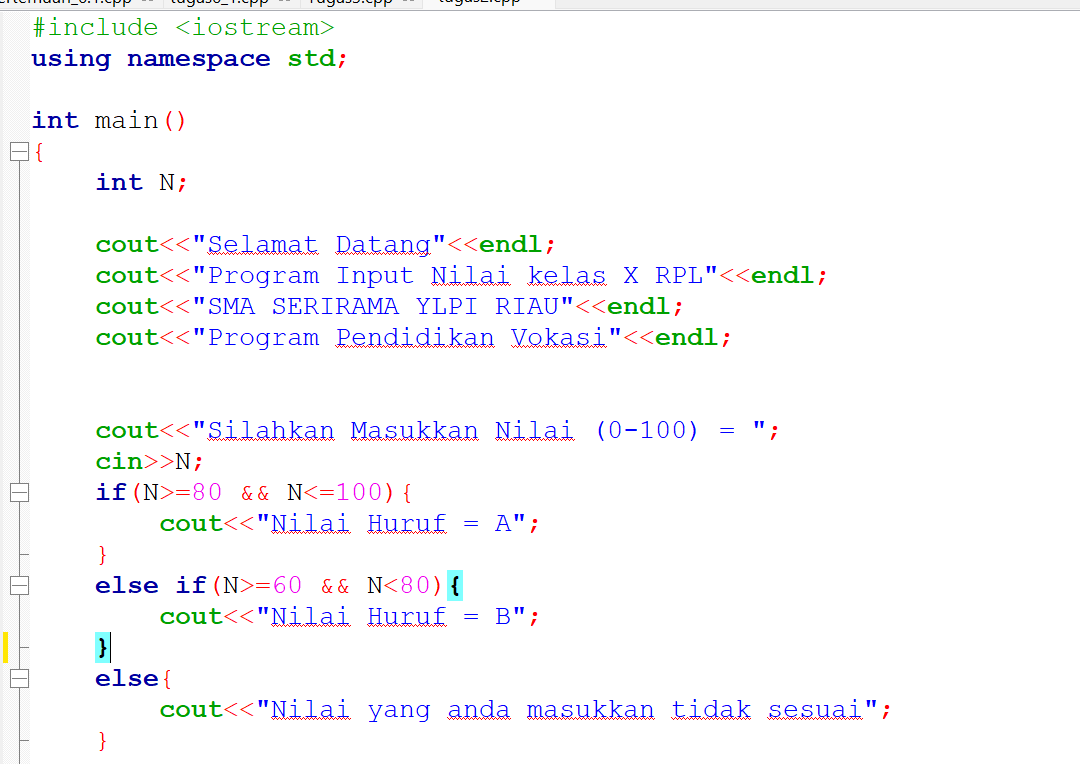 #include <iostream>
using namespace std;
int main()
{
int N;
cout<<"Selamat Datang"<<endl;
cout<<"Program Input Nilai kelas X RPL"<<endl;
cout<<"SMA SERIRAMA YLPI RIAU"<<endl;
cout<<"Program Pendidikan Vokasi"<<endl;
cout<<"Silahkan Masukkan Nilai (0-100) = ";
cin>>N;
if(N>=80 && N<=100){
cout<<"Nilai Huruf = A";
}
else if(N>=60 && N<80){
cout<<"Nilai Huruf = B";
}
else{
cout<<"Nilai yang anda masukkan tidak sesuai";
}